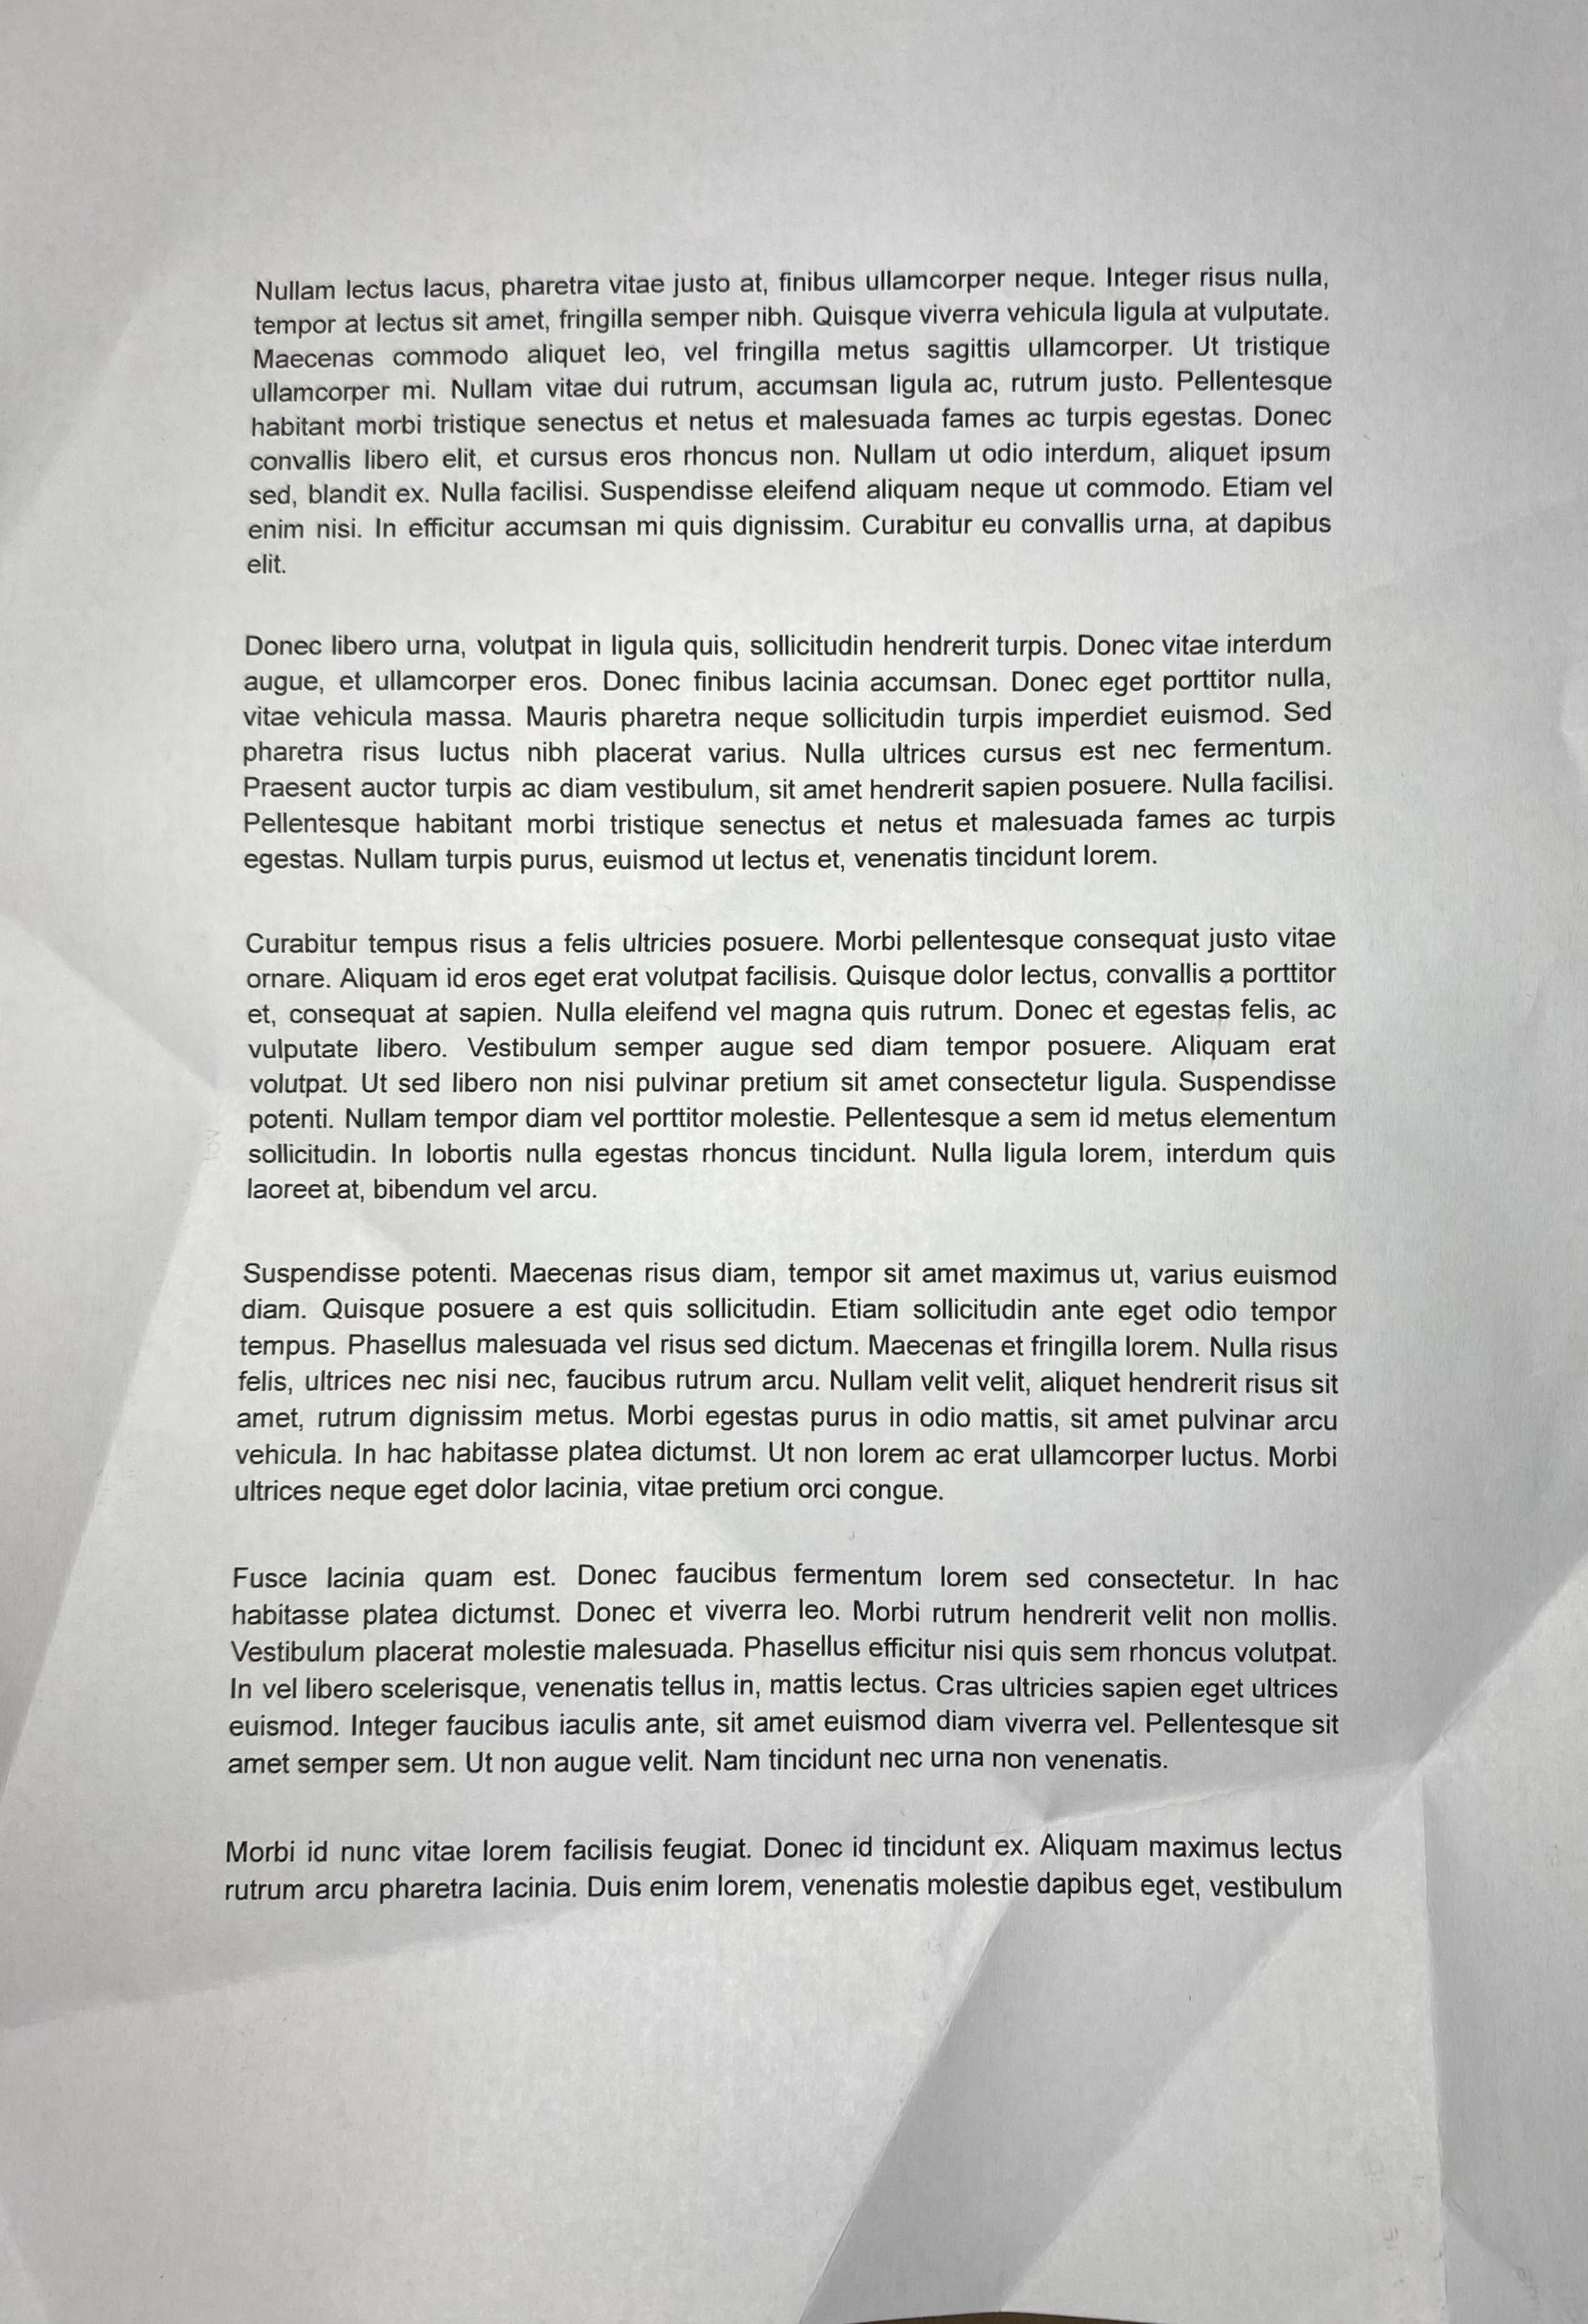 Nullam lectus lacus, pharetra vitae justo at, finibus ullamcorper neque. Integer risus nulla,
tempor at lectus sit amet, fringilla semper nibh. Quisque viverra vehicula ligula at vulputate.
Maecenas commodo aliquet leo, vel fringilla metus sagittis ullamcorper. Ut tristique
ullamcorper mi. Nullam vitae dui rutrum, accumsan ligula ac, rutrum justo. Pellentesque
habitant morbi tristique senectus et netus et malesuada fames ac turpis egestas. Donec
convallis libero elit, et cursus eros rhoncus non. Nullam ut odio interdum, aliquet ipsum
sed, blandit ex. Nulla facilisi. Suspendisse eleifend aliquam neque ut commodo. Etiam vel
enim nisi. In efficitur accumsan mi quis dignissim. Curabitur eu convallis urna, at dapibus
elit.
Donec libero urna, volutpat in ligula quis, sollicitudin hendrerit turpis. Donec vitae interdum
augue, et ullamcorper eros. Donec finibus lacinia accumsan. Donec eget porttitor nulla,
vitae vehicula massa. Mauris pharetra neque sollicitudin turpis imperdiet euismod. Sed
pharetra risus luctus nibh placerat varius. Nulla ultrices cursus est nec fermentum.
Praesent auctor turpis ac diam vestibulum, sit amet hendrerit sapien posuere. Nulla facilisi.
Pellentesque habitant morbi tristique senectus et netus et malesuada fames ac turpis
egestas. Nullam turpis purus, euismod ut lectus et, venenatis tincidunt lorem.
Curabitur tempus risus a felis ultricies posuere. Morbi pellentesque consequat justo vitae
ornare. Aliquam id eros eget erat volutpat facilisis. Quisque dolor lectus, convallis a porttitor
et, consequat at sapien. Nulla eleifend vel magna quis rutrum. Donec et egestas felis, ac
vulputate libero. Vestibulum semper augue sed diam tempor posuere. Aliquam erat
volutpat. Ut sed libero non nisi pulvinar pretium sit amet consectetur ligula. Suspendisse
potenti. Nullam tempor diam vel porttitor molestie. Pellentesque a sem id metus elementum
sollicitudin. In lobortis nulla egestas rhoncus tincidunt. Nulla ligula lorem, interdum quis
laoreet at, bibendum vel arcu.
Suspendisse potenti. Maecenas risus diam, tempor sit amet maximus ut, varius euismod
diam. Quisque posuere a est quis sollicitudin. Etiam sollicitudin ante eget odio tempor
tempus. Phasellus malesuada vel risus sed dictum. Maecenas et fringilla lorem. Nulla risus
felis, ultrices nec nisi nec, faucibus rutrum arcu. Nullam velit velit, aliquet hendrerit risus sit
amet, rutrum dignissim metus. Morbi egestas purus in odio mattis, sit amet pulvinar arcu
vehicula. In hac habitasse platea dictumst. Ut non lorem ac erat ullamcorper luctus. Morbi
ultrices neque eget dolor lacinia, vitae pretium orci congue.
Fusce lacinia quam est. Donec faucibus fermentum lorem sed consectetur. In hac
habitasse platea dictumst. Donec et viverra leo. Morbi rutrum hendrerit velit non mollis.
Vestibulum placerat molestie malesuada. Phasellus efficitur nisi quis sem rhoncus volutpat.
In vel libero scelerisque, venenatis tellus in, mattis lectus. Cras ultricies sapien eget ultrices
euismod. Integer faucibus iaculis ante, sit amet euismod diam viverra vel. Pellentesque sit
amet semper sem. Ut non augue velit. Nam tincidunt nec urna non venenatis.
Morbi id nunc vitae lorem facilisis feugiat. Donec id tincidunt ex. Aliquam maximus lectus
rutrum arcu pharetra lacinia. Duis enim lorem, venenatis molestie dapibus eget, vestibulum